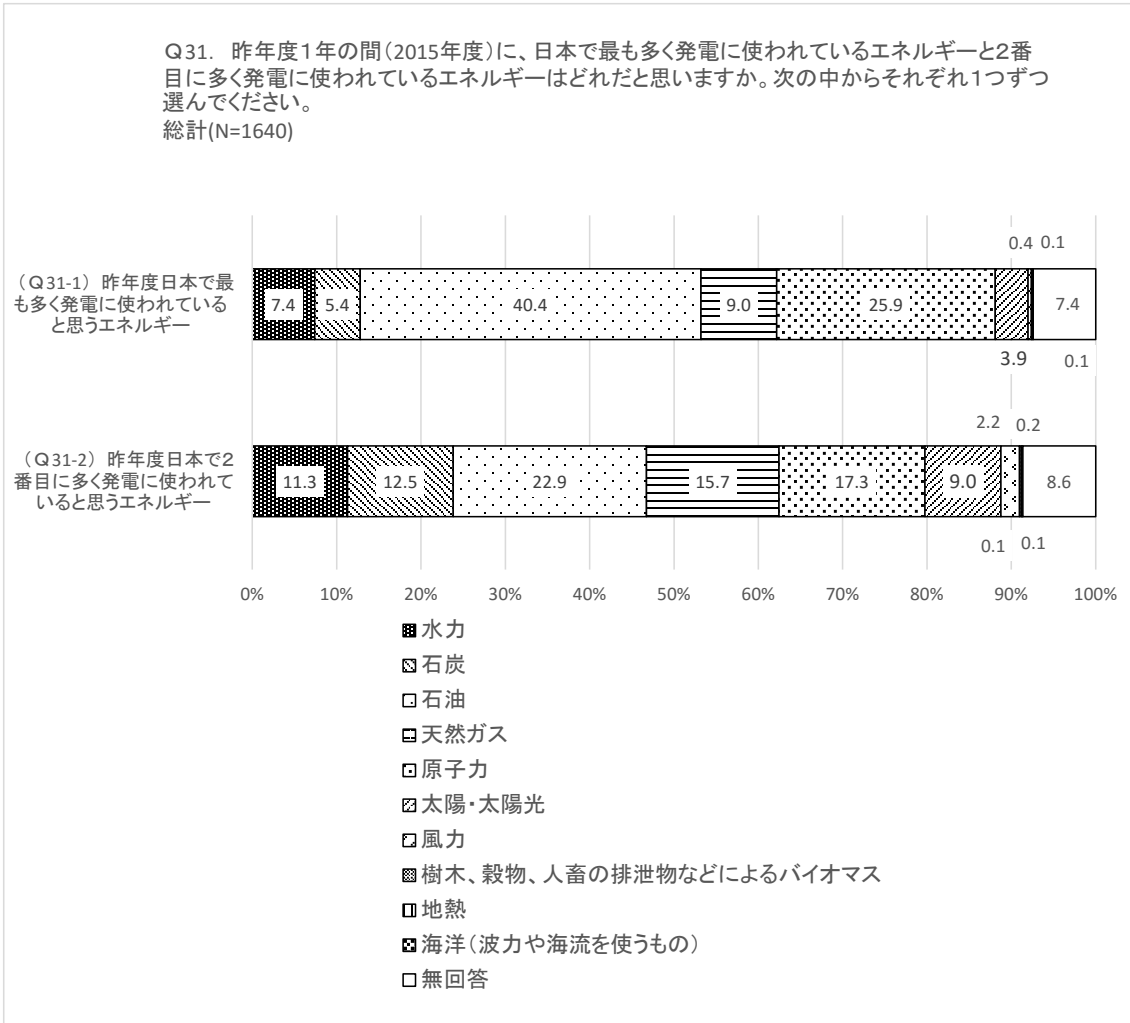 Q31. 昨年度1年の間(2015年度)に、日本で最も多く発電に使われているエネルギーと2番
目に多く発電に使われているエネルギーはどれだと思いますか。次の中からそれぞれ1つずつ
選んでください。
総計(N=1640)
0.4 0.1
(Q31-1) 昨年度日本で最
も多く発電に使われている
と思うエネルギー
7.4 5.4 40.4 9.0 25.9 7.4
3.9 0.1
2.2 0.2
(Q31-2) 昨年度日本で2
番目に多く発電に使われて
いると思うエネルギー
11.3 12.5 22.9 15.7 17.3 9.0 8.6
0.1 0.1
0% 10% 20% 30% 40% 50% 60% 70% 80% 90% 100%
水力
石炭
石油
天然ガス
原子力
太陽・太陽光
風力
樹木、穀物、人畜の排泄物などによるバイオマス
地熱
海洋(波力や海流を使うもの)
無回答